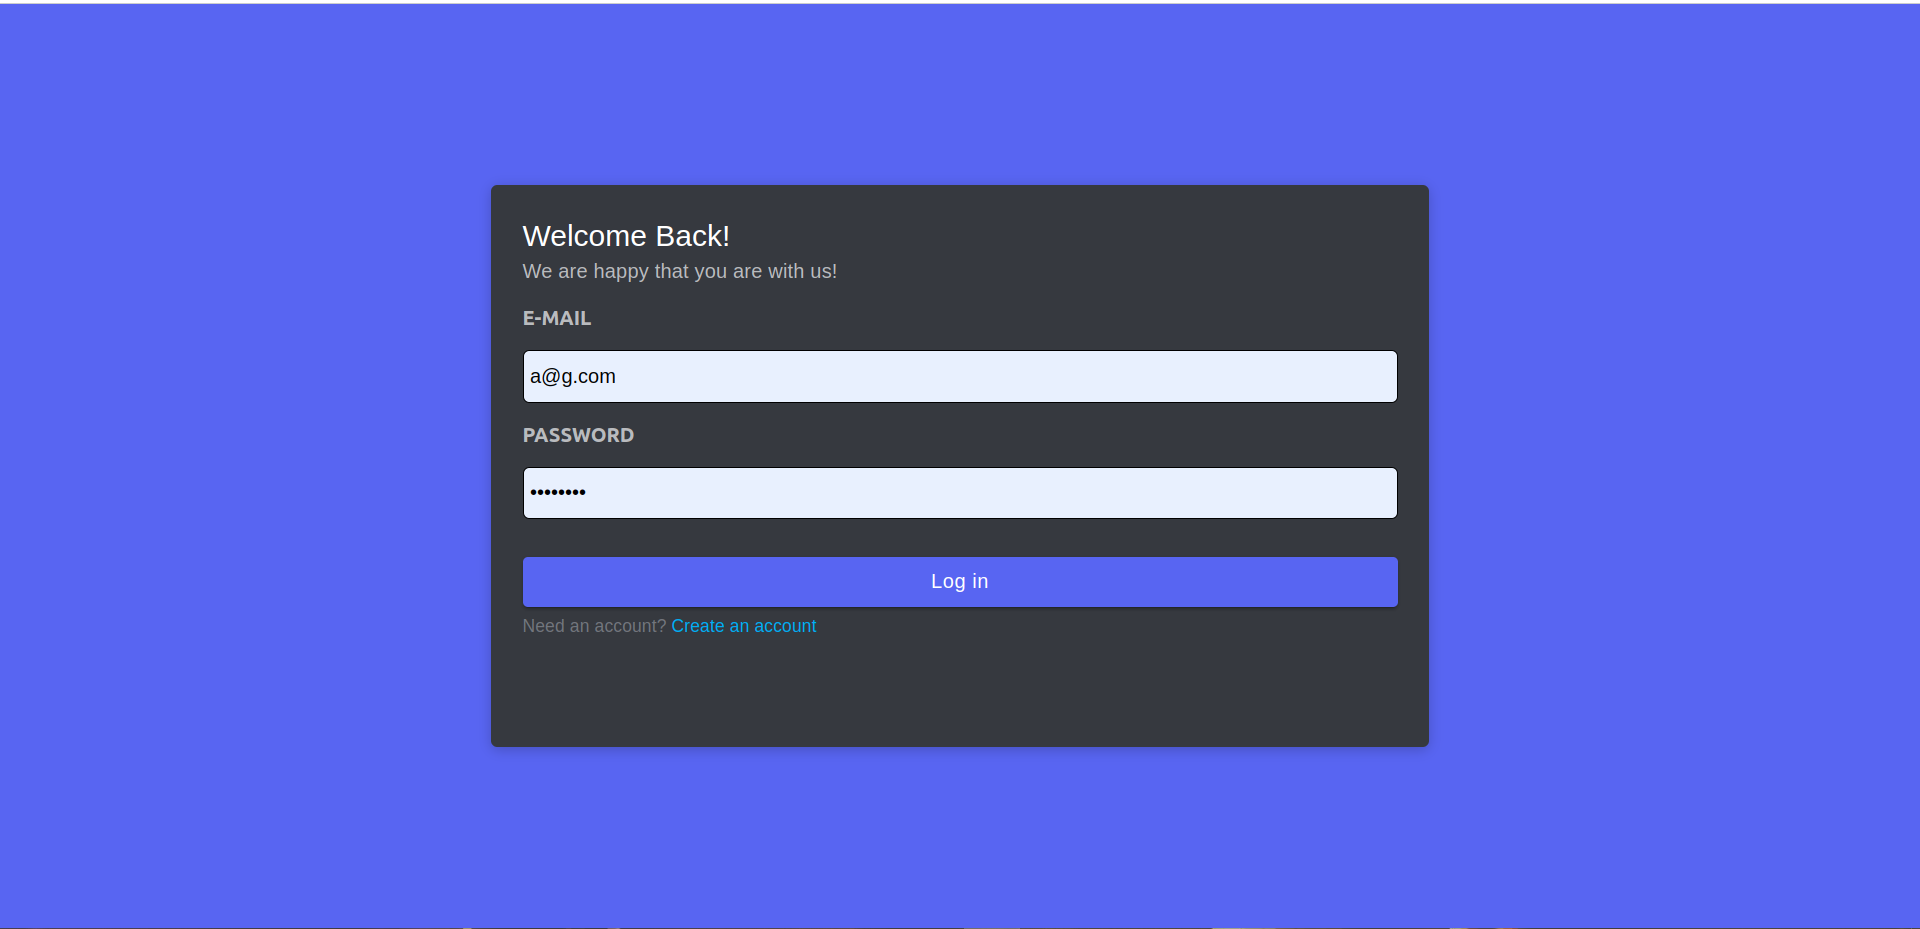 Welcome Back!
We are happy that you are with us!
E-MAIL
a@g.com
PASSWORD
••••••••
Log in
Need an account? Create an account